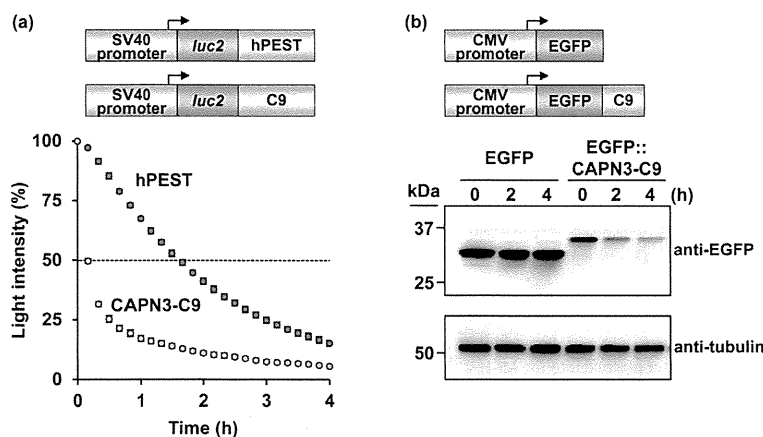 (a)
SV40 promoter
luc2
hPEST
SV40 promoter
luc2
C9
100
75
50
25
0
Light intensity (%)
hPEST
CAPN3-C9
0
1
2
3
4
Time (h)
(b)
CMV promoter
EGFP
CMV promoter
EGFP
C9
EGFP
EGFP::
CAPN3-C9
kDa
0 2 4 0 2 4 (h)
37
25
anti-EGFP
50
anti-tubulin